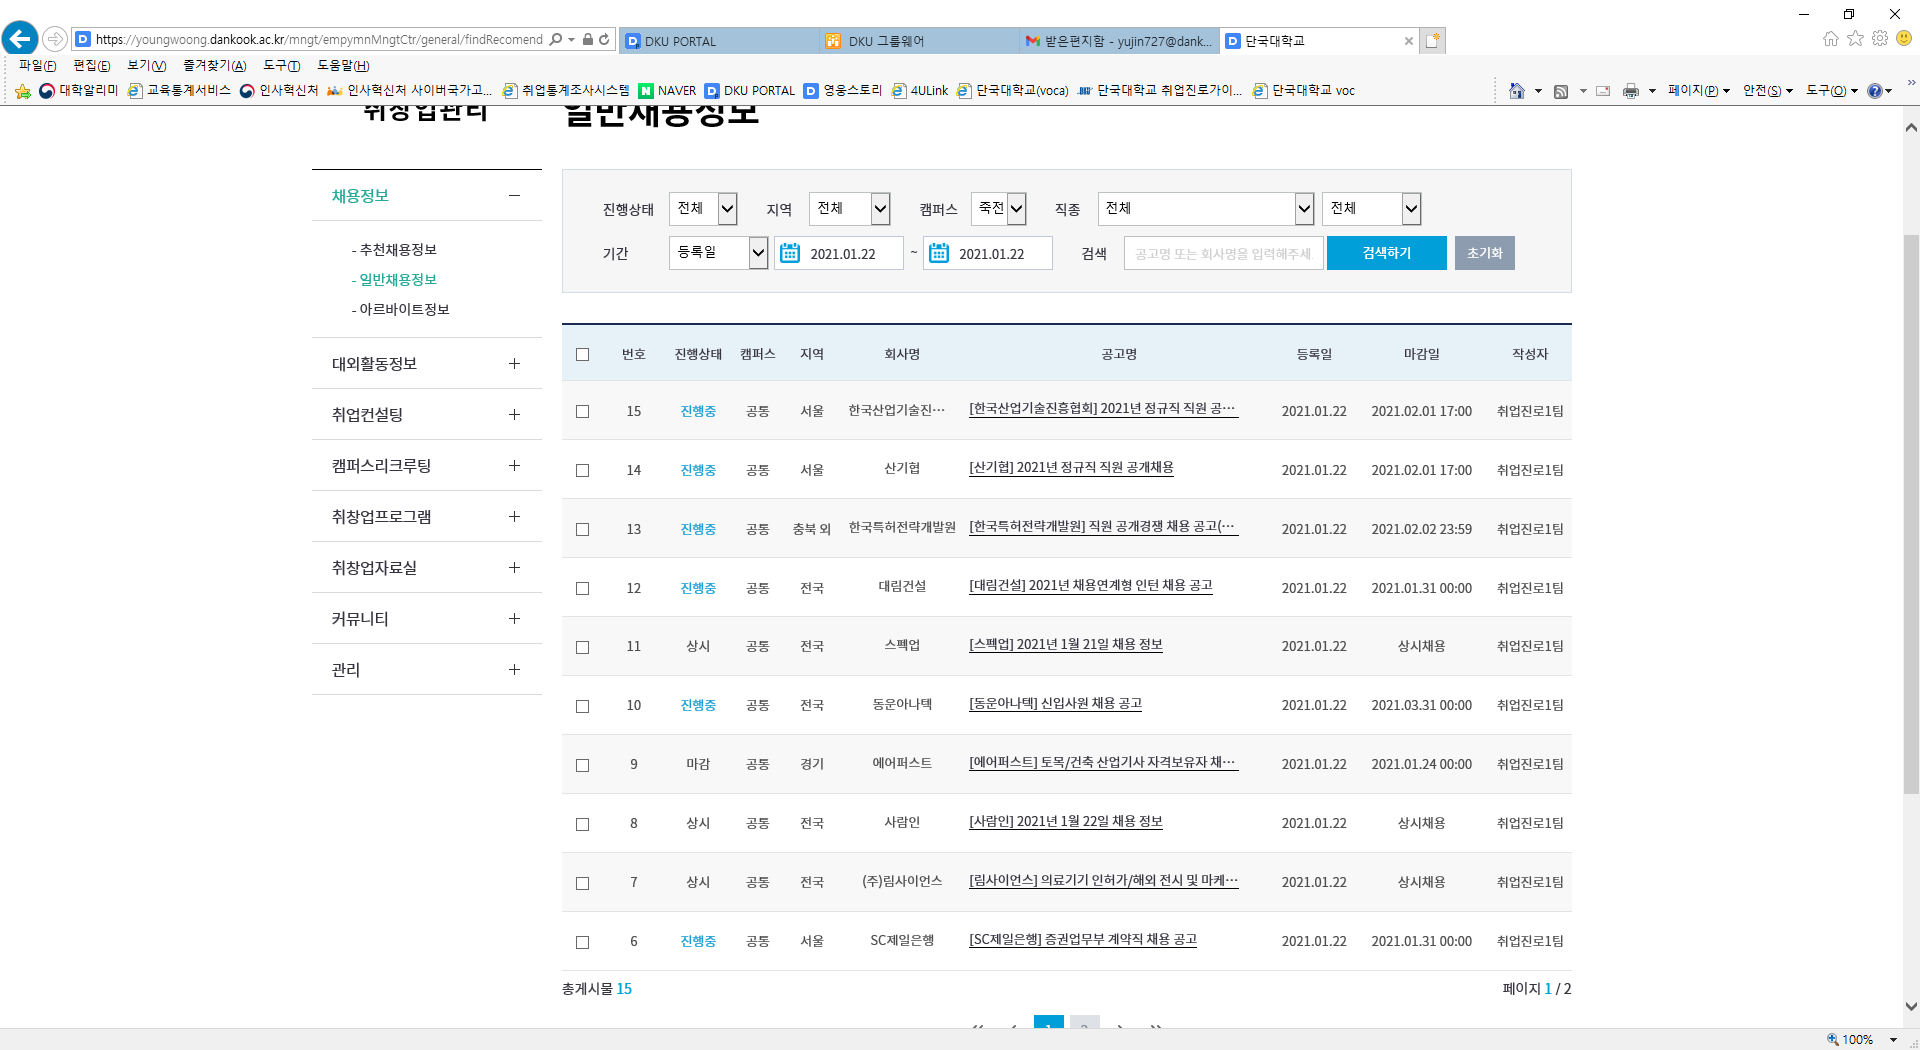 https://youngwoong.dankook.ac.kr/mngt/empymnMngtCtr/general/findRecomend
DKU PORTAL
DKU 그룹웨어
받은편지함 - yujin727@dank...
단국대학교
파일(F) 편집(E) 보기(V) 즐겨찾기(A) 도구(T) 도움말(H)
대학알리미 교육통계서비스 인사혁신처 인사혁신처 사이버국가고... 취업통계조사시스템 NAVER DKU PORTAL 영웅스토리 4ULink 단국대학교(voca) 단국대학교 취업진로가이... 단국대학교 voc 페이지(P) 안전(S) 도구(O)
취창업관리
일반채용정보
채용정보
- 추천채용정보
- 일반채용정보
- 아르바이트정보
대외활동정보
취업컨설팅
캠퍼스리크루팅
취창업프로그램
취창업자료실
커뮤니티
관리
진행상태 전체 지역 전체 캠퍼스 죽전 직종 전체 전체
기간 등록일 2021.01.22 ~ 2021.01.22 검색 공고명 또는 회사명을 입력해주세. 검색하기 초기화
번호 진행상태 캠퍼스 지역 회사명 공고명 등록일 마감일 작성자
15 진행중 공통 서울 한국산업기술진… [한국산업기술진흥협회] 2021년 정규직 직원 공… 2021.01.22 2021.02.01 17:00 취업진로1팀
14 진행중 공통 서울 산기협 [산기협] 2021년 정규직 직원 공개채용 2021.01.22 2021.02.01 17:00 취업진로1팀
13 진행중 공통 충북 외 한국특허전략개발원 [한국특허전략개발원] 직원 공개경쟁 채용 공고(… 2021.01.22 2021.02.02 23:59 취업진로1팀
12 진행중 공통 전국 대림건설 [대림건설] 2021년 채용연계형 인턴 채용 공고 2021.01.22 2021.01.31 00:00 취업진로1팀
11 상시 공통 전국 스펙업 [스펙업] 2021년 1월 21일 채용 정보 2021.01.22 상시채용 취업진로1팀
10 진행중 공통 전국 동운아나텍 [동운아나텍] 신입사원 채용 공고 2021.01.22 2021.03.31 00:00 취업진로1팀
9 마감 공통 경기 에어퍼스트 [에어퍼스트] 토목/건축 산업기사 자격보유자 채… 2021.01.22 2021.01.24 00:00 취업진로1팀
8 상시 공통 전국 사람인 [사람인] 2021년 1월 22일 채용 정보 2021.01.22 상시채용 취업진로1팀
7 상시 공통 전국 (주)림사이언스 [림사이언스] 의료기기 인허가/해외 전시 및 마케… 2021.01.22 상시채용 취업진로1팀
6 진행중 공통 서울 SC제일은행 [SC제일은행] 증권업무부 계약직 채용 공고 2021.01.22 2021.01.31 00:00 취업진로1팀
총게시물 15
페이지 1 / 2
1 2
100%